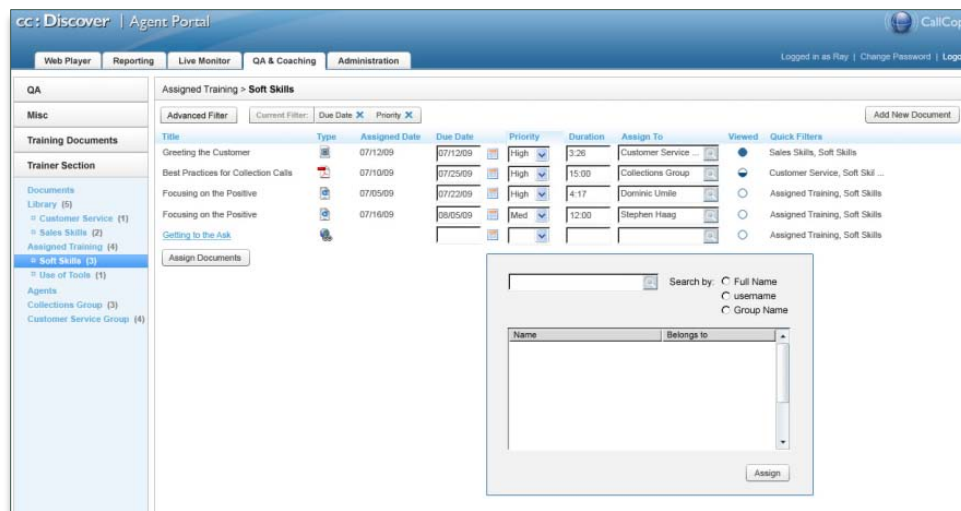 cc: Discover | Agent Portal
CallCop
Web Player Reporting Live Monitor QA & Coaching Administration
Logged in as Ray | Change Password | Logo
QA
Misc
Training Documents
Trainer Section
Documents
Library (5)
Customer Service (1)
Sales Skills (2)
Assigned Training (4)
Soft Skills (3)
Use of Tools (1)
Agents
Collections Group (3)
Customer Service Group (4)
Assigned Training > Soft Skills
Advanced Filter Current Filter: Due Date X Priority X Add New Document
Title Type Assigned Date Due Date Priority Duration Assign To Viewed Quick Filters
Greeting the Customer 07/12/09 07/12/09 High 3:26 Customer Service ... Sales Skills, Soft Skills
Best Practices for Collection Calls 07/10/09 07/25/09 High 15:00 Collections Group Customer Service, Soft Skil ...
Focusing on the Positive 07/05/09 07/22/09 High 4:17 Dominic Umile Assigned Training, Soft Skills
Focusing on the Positive 07/16/09 08/05/09 Med 12:00 Stephen Haag Assigned Training, Soft Skills
Getting to the Ask Assigned Training, Soft Skills
Assign Documents
Search by: Full Name
username
Group Name
Name Belongs to
Assign